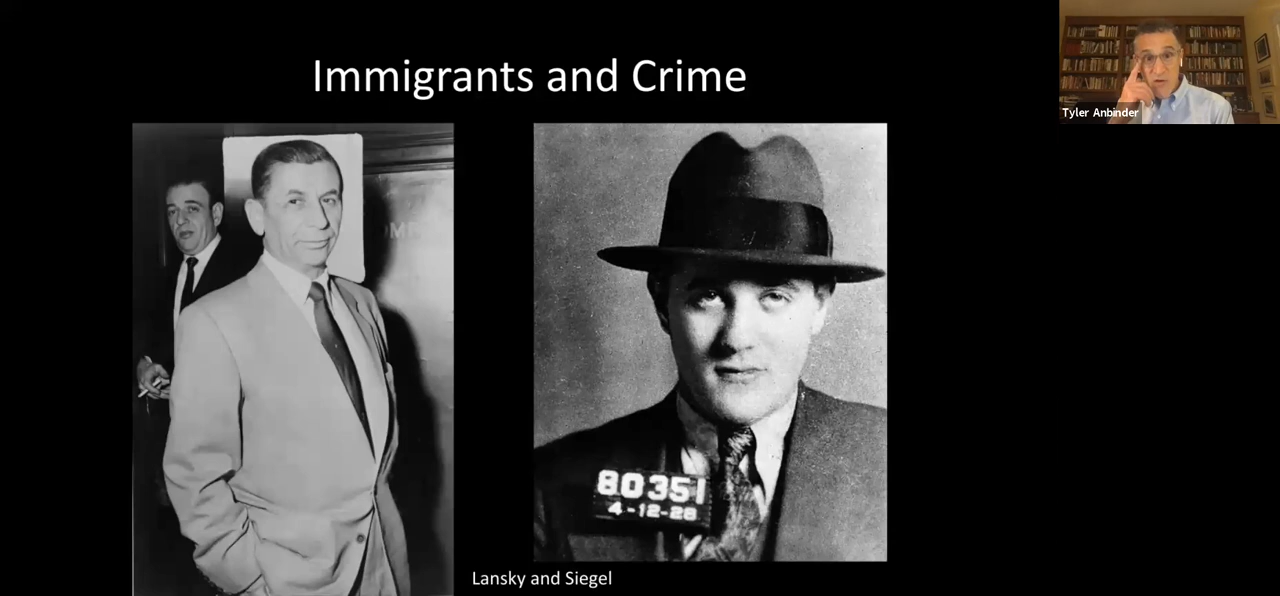 Immigrants and Crime
Tyler Anbinder
80351
4-12-28
Lansky and Siegel